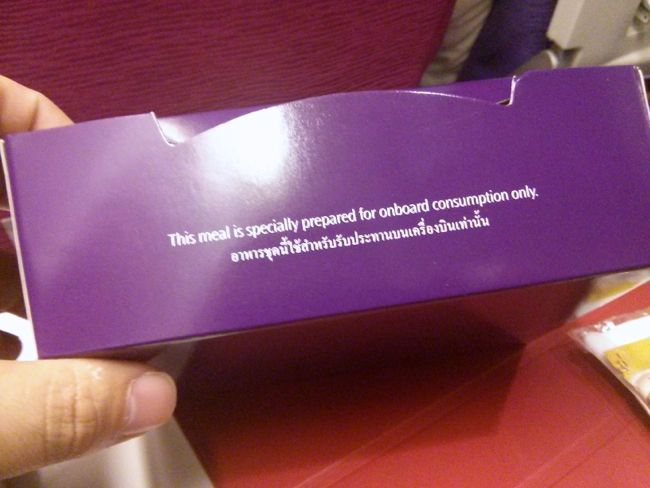 This meal is specially prepared for onboard consumption only.
อาหารชุดนี้ใช้สำหรับรับประทานบนเครื่องบินเท่านั้น